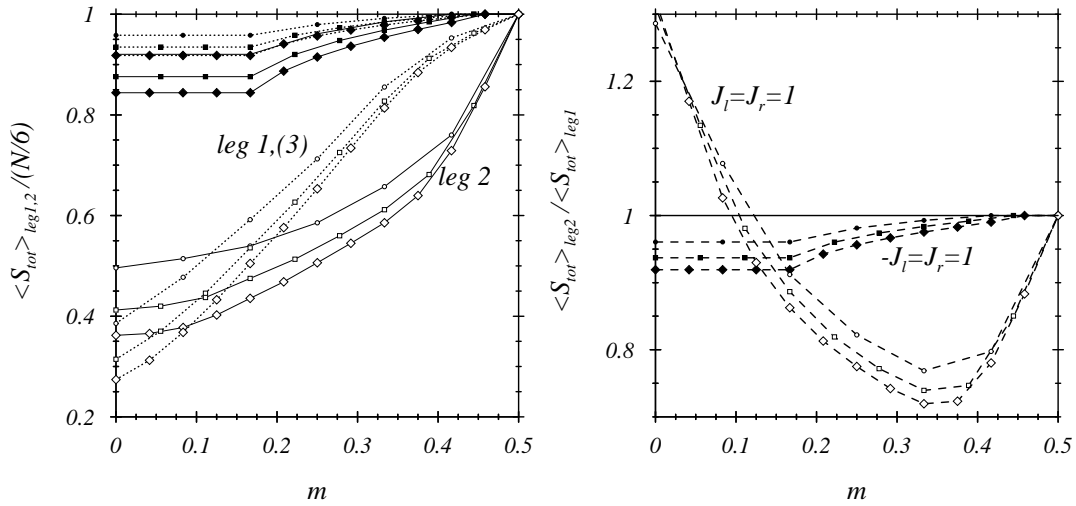 <S_tot>_leg1,2/(N/6)
1
0.8
0.6
0.4
0.2
leg 1,(3)
leg 2
0 0.1 0.2 0.3 0.4 0.5
m
<S_tot>_leg2/<S_tot>_leg1
1.2
1
0.8
J_l=J_r=1
-J_l=J_r=1
0 0.1 0.2 0.3 0.4 0.5
m